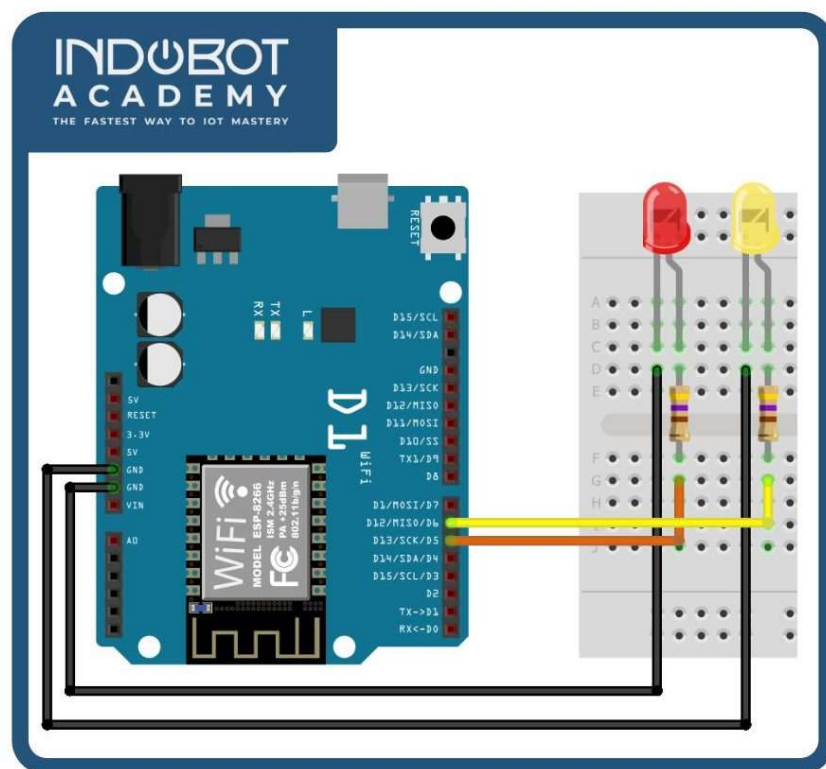 INDOBOT
ACADEMY
THE FASTEST WAY TO IOT MASTERY
RESET
RX
TX
L
D15/SCL
D14/SDA
GND
D13/SCK
D12/MISO
D11/MOSI
D10/SS
TX1/D9
D8
D1
WiFi
5V
RESET
3.3V
5V
GND
GND
VIN
A0
D1/MOSI/D7
D12/MISO/D6
D13/SCK/D5
D14/SDA/D4
D15/SCL/D3
D2
TX->D1
RX<-D0
WiFi
MODEL ESP-8266
ISM 2.4GHz
PA +25dBm
802.11b/g/n
FC
A
B
C
D
E
F
G
H
J